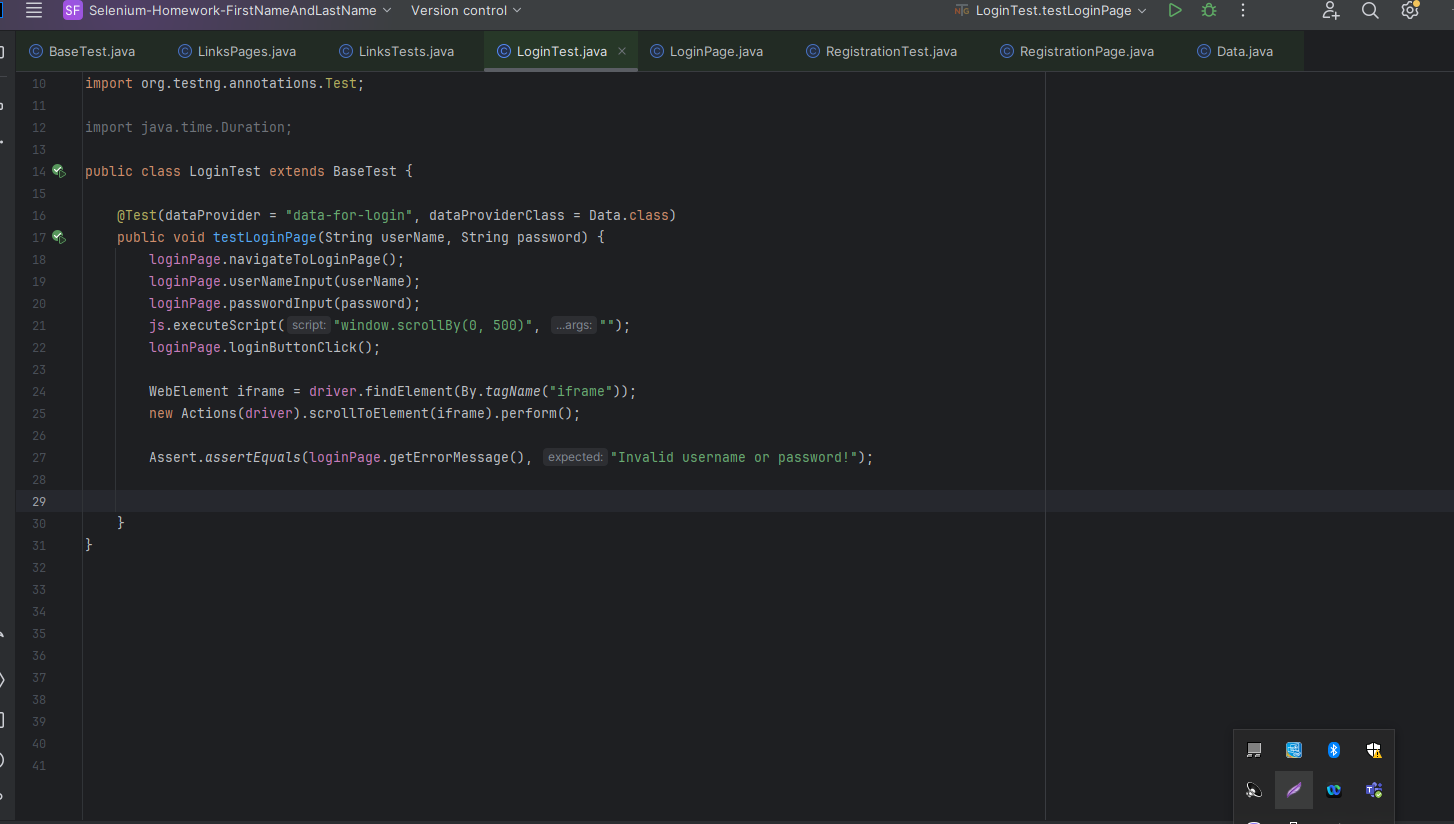 SF Selenium-Homework-FirstNameAndLastName Version control LoginTest.testLoginPage
BaseTest.java LinksPages.java LinksTests.java LoginTest.java LoginPage.java RegistrationTest.java RegistrationPage.java Data.java
10 import org.testng.annotations.Test;
11
12 import java.time.Duration;
13
14 public class LoginTest extends BaseTest {
15
16 @Test(dataProvider = "data-for-login", dataProviderClass = Data.class)
17 public void testLoginPage(String userName, String password) {
18 loginPage.navigateToLoginPage();
19 loginPage.userNameInput(userName);
20 loginPage.passwordInput(password);
21 js.executeScript( script: "window.scrollBy(0, 500)", ...args: "");
22 loginPage.loginButtonClick();
23
24 WebElement iframe = driver.findElement(By.tagName("iframe"));
25 new Actions(driver).scrollToElement(iframe).perform();
26
27 Assert.assertEquals(loginPage.getErrorMessage(), expected: "Invalid username or password!");
28
29
30 }
31 }
32
33
34
35
36
37
38
39
40
41